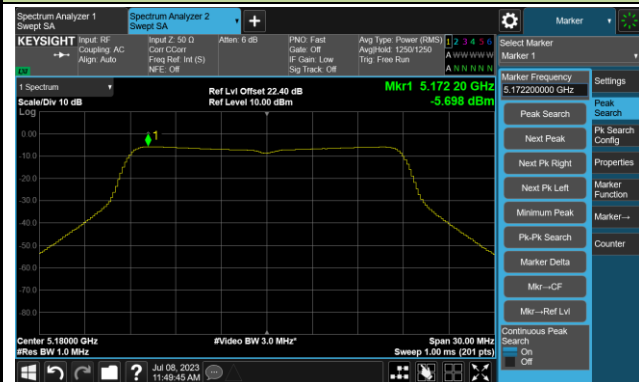 Spectrum Analyzer 1
Swept SA
Spectrum Analyzer 2
Swept SA
Marker
KEYSIGHT
Input: RF
Coupling: AC
Align: Auto
Input Z: 50 Ω
Corr CCorr
Freq Ref: Int (S)
NFE: Off
Atten: 6 dB
PNO: Fast
Gate: Off
IF Gain: Low
Sig Track: Off
Avg Type: Power (RMS)
Avg|Hold: 1250/1250
Trig: Free Run
1 2 3 4 5 6
A W W W W W
A N N N N N
LXI
Select Marker
Marker 1
1 Spectrum
Scale/Div 10 dB
Ref Lvl Offset 22.40 dB
Ref Level 10.00 dBm
Mkr1 5.172 20 GHz
-5.698 dBm
Log
0.00
-10.0
-20.0
-30.0
-40.0
-50.0
-60.0
-70.0
-80.0
1
Center 5.18000 GHz
#Res BW 1.0 MHz
#Video BW 3.0 MHz*
Span 30.00 MHz
Sweep 1.00 ms (201 pts)
Marker Frequency
5.172200000 GHz
Peak Search
Next Peak
Next Pk Right
Next Pk Left
Minimum Peak
Pk-Pk Search
Marker Delta
Mkr→CF
Mkr→Ref Lvl
Continuous Peak
Search
On
Off
Settings
Peak
Search
Pk Search
Config
Properties
Marker
Function
Marker→
Counter
Jul 08, 2023
11:49:45 AM